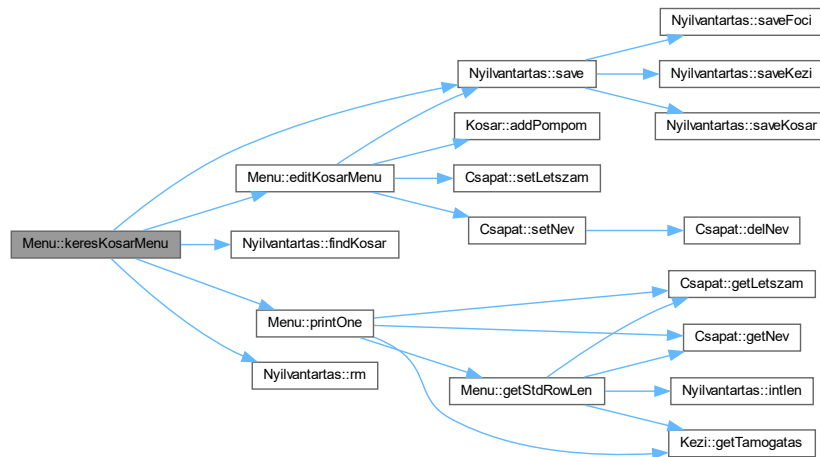 Nyilvantartas::saveFoci
Nyilvantartas::save
Nyilvantartas::saveKezi
Kosar::addPompom
Nyilvantartas::saveKosar
Menu::editKosarMenu
Csapat::setLetszam
Csapat::setNev
Csapat::delNev
Menu::keresKosarMenu
Nyilvantartas::findKosar
Csapat::getLetszam
Menu::printOne
Csapat::getNev
Nyilvantartas::rm
Menu::getStdRowLen
Nyilvantartas::intlen
Kezi::getTamogatas